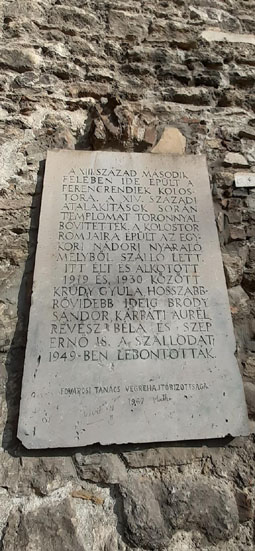 A XIII. SZÁZAD MÁSODIK
FELÉBEN IDE ÉPÜLT A
FERENCRENDIEK KOLOS-
TORA. A XIV. SZÁZADI
ÁTALAKÍTÁSOK SORÁN
TEMPLOMÁT TORONNYAL
BŐVÍTETTÉK. A KOLOSTOR
ROMJAIRA ÉPÜLT AZ EGY-
KORI NÁDORI NYARALÓ
MELYBŐL SZÁLLÓ LETT.
ITT ÉLT ÉS ALKOTOTT
1919 ÉS 1930 KÖZÖTT
KRÚDY GYULA HOSSZABB-
RÖVIDEBB IDEIG BRÓDY
SÁNDOR, KÁRPÁTI AURÉL
RÉVÉSZ BÉLA ÉS SZÉP
ERNŐ IS. A SZÁLLODÁT
1949-BEN LEBONTOTTÁK.
FŐVÁROSI TANÁCS VÉGREHAJTÓBIZOTTSÁGA